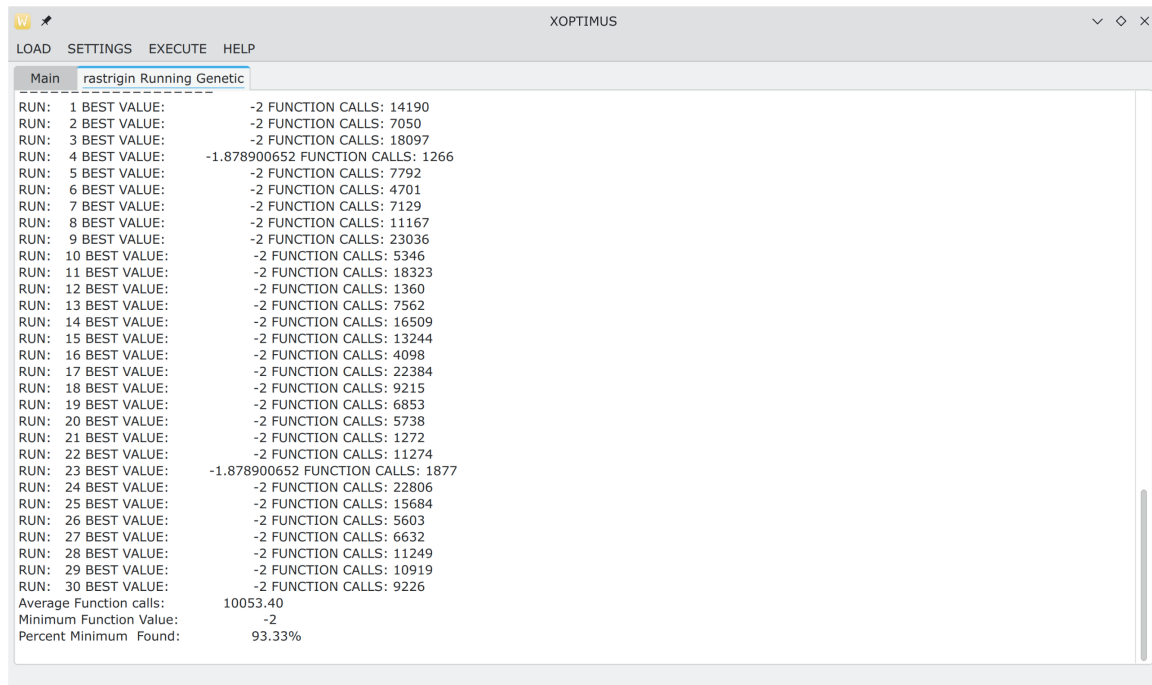 W XOPTIMUS
LOAD SETTINGS EXECUTE HELP
Main rastrigin Running Genetic
RUN: 1 BEST VALUE: -2 FUNCTION CALLS: 14190
RUN: 2 BEST VALUE: -2 FUNCTION CALLS: 7050
RUN: 3 BEST VALUE: -2 FUNCTION CALLS: 18097
RUN: 4 BEST VALUE: -1.878900652 FUNCTION CALLS: 1266
RUN: 5 BEST VALUE: -2 FUNCTION CALLS: 7792
RUN: 6 BEST VALUE: -2 FUNCTION CALLS: 4701
RUN: 7 BEST VALUE: -2 FUNCTION CALLS: 7129
RUN: 8 BEST VALUE: -2 FUNCTION CALLS: 11167
RUN: 9 BEST VALUE: -2 FUNCTION CALLS: 23036
RUN: 10 BEST VALUE: -2 FUNCTION CALLS: 5346
RUN: 11 BEST VALUE: -2 FUNCTION CALLS: 18323
RUN: 12 BEST VALUE: -2 FUNCTION CALLS: 1360
RUN: 13 BEST VALUE: -2 FUNCTION CALLS: 7562
RUN: 14 BEST VALUE: -2 FUNCTION CALLS: 16509
RUN: 15 BEST VALUE: -2 FUNCTION CALLS: 13244
RUN: 16 BEST VALUE: -2 FUNCTION CALLS: 4098
RUN: 17 BEST VALUE: -2 FUNCTION CALLS: 22384
RUN: 18 BEST VALUE: -2 FUNCTION CALLS: 9215
RUN: 19 BEST VALUE: -2 FUNCTION CALLS: 6853
RUN: 20 BEST VALUE: -2 FUNCTION CALLS: 5738
RUN: 21 BEST VALUE: -2 FUNCTION CALLS: 1272
RUN: 22 BEST VALUE: -2 FUNCTION CALLS: 11274
RUN: 23 BEST VALUE: -1.878900652 FUNCTION CALLS: 1877
RUN: 24 BEST VALUE: -2 FUNCTION CALLS: 22806
RUN: 25 BEST VALUE: -2 FUNCTION CALLS: 15684
RUN: 26 BEST VALUE: -2 FUNCTION CALLS: 5603
RUN: 27 BEST VALUE: -2 FUNCTION CALLS: 6632
RUN: 28 BEST VALUE: -2 FUNCTION CALLS: 11249
RUN: 29 BEST VALUE: -2 FUNCTION CALLS: 10919
RUN: 30 BEST VALUE: -2 FUNCTION CALLS: 9226
Average Function calls: 10053.40
Minimum Function Value: -2
Percent Minimum Found: 93.33%